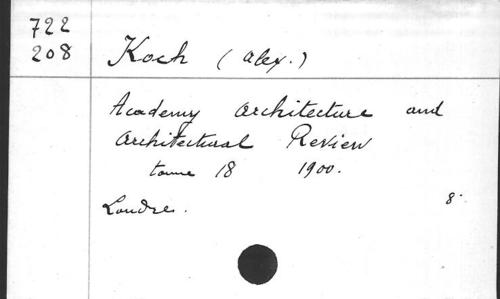 722
208
Koch (Alex.)
Academy architecture and
Architectural Review
tome 18 1900.
Londres.
8°